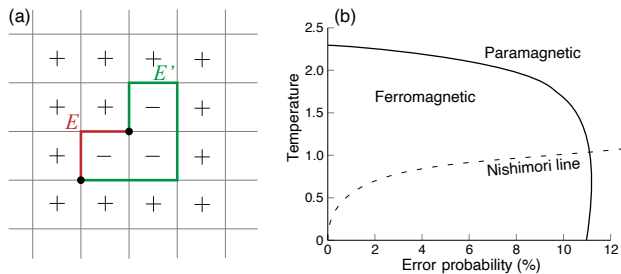 (a)
+ + + +
E'
+ + − +
E
+ − − +
+ + + +
(b)
2.5
2.0
1.5
1.0
0.5
0
Temperature
Paramagnetic
Ferromagnetic
Nishimori line
0 2 4 6 8 10 12
Error probability (%)